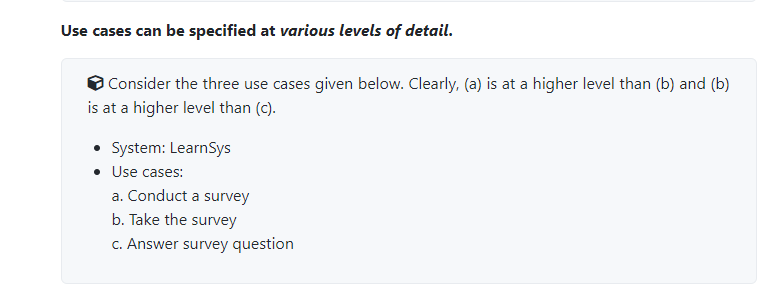 Use cases can be specified at various levels of detail.
Consider the three use cases given below. Clearly, (a) is at a higher level than (b) and (b)
is at a higher level than (c).
• System: LearnSys
• Use cases:
a. Conduct a survey
b. Take the survey
c. Answer survey question